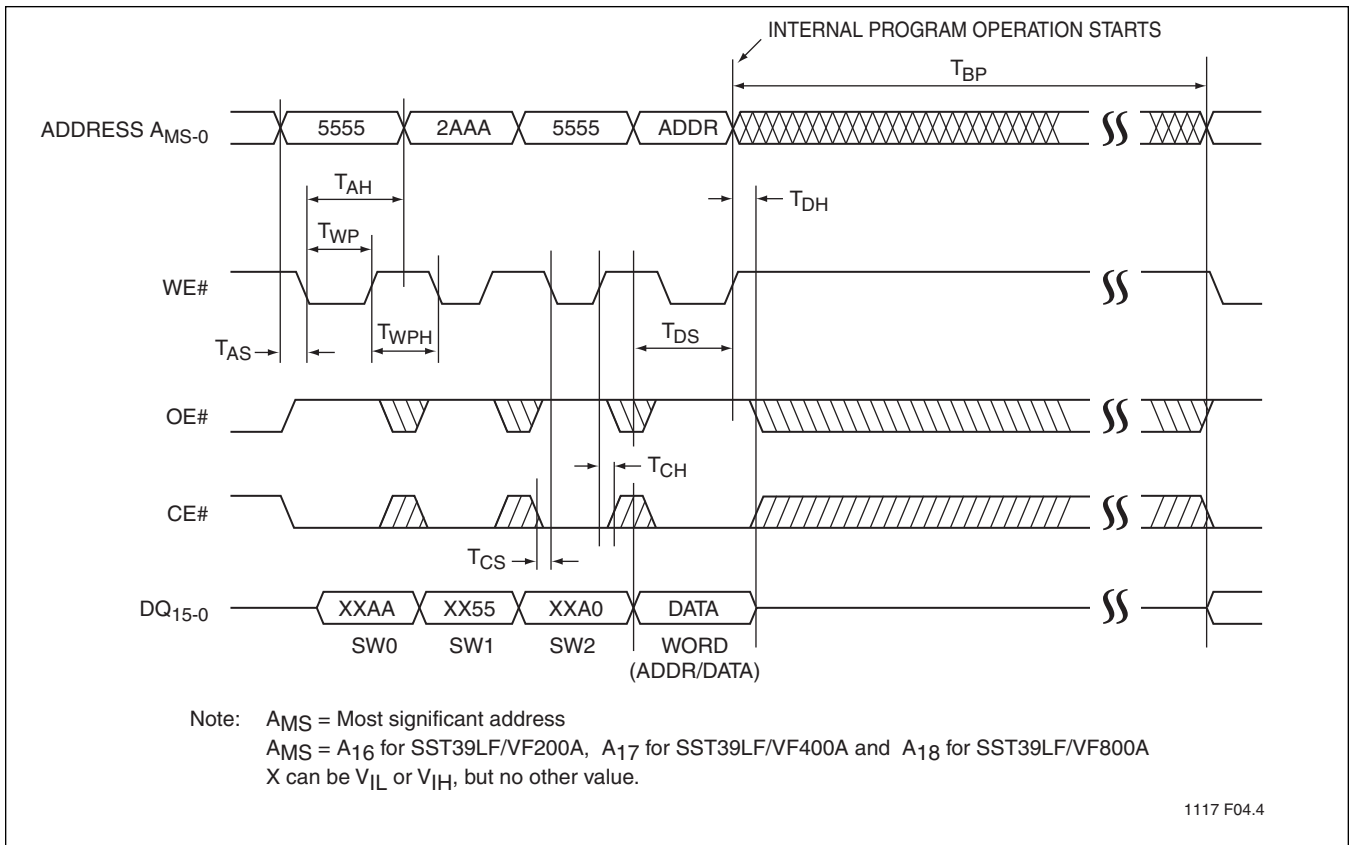 INTERNAL PROGRAM OPERATION STARTS
TBP
ADDRESS AMS-0
5555
2AAA
5555
ADDR
TAH
TDH
TWP
WE#
TWPH
TDS
TAS
OE#
TCH
CE#
TCS
DQ15-0
XXAA
XX55
XXA0
DATA
SW0
SW1
SW2
WORD
(ADDR/DATA)
Note: AMS = Most significant address
AMS = A16 for SST39LF/VF200A, A17 for SST39LF/VF400A and A18 for SST39LF/VF800A
X can be VIL or VIH, but no other value.
1117 F04.4